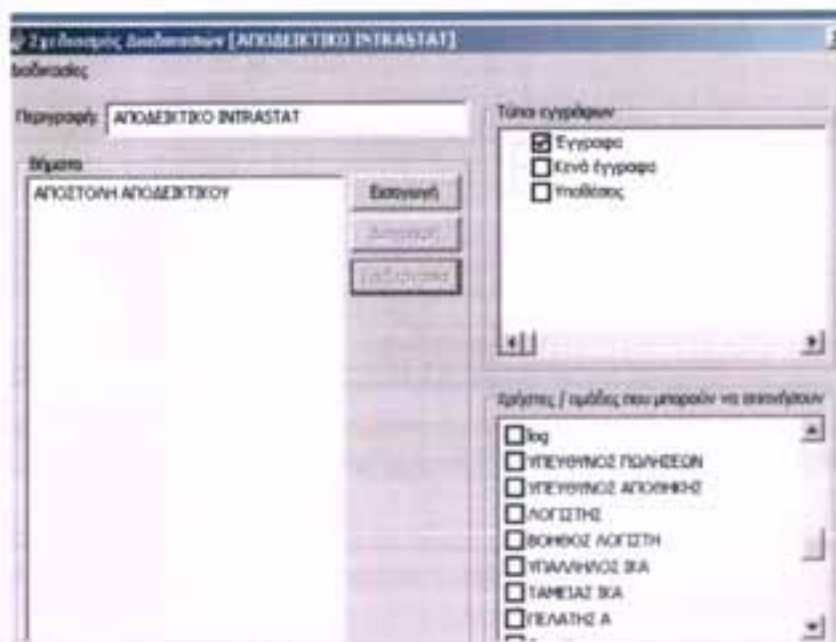 Σχεδιασμός Διαδικασιών [ΑΠΟΔΕΙΚΤΙΚΟ INTRASTAT]
Διαδικασίες
Περιγραφή: ΑΠΟΔΕΙΚΤΙΚΟ INTRASTAT
Βήματα
ΑΠΟΣΤΟΛΗ ΑΠΟΔΕΙΚΤΙΚΟΥ
Εισαγωγή
Διαγραφή
Επεξεργασία
Τύποι εγγράφων
Έγγραφα
Κενά έγγραφα
Υποθέσεις
Χρήστες / ομάδες που μπορούν να εκκινήσουν
log
ΥΠΕΥΘΥΝΟΣ ΠΩΛΗΣΕΩΝ
ΥΠΕΥΘΥΝΟΣ ΑΠΟΘΗΚΗΣ
ΛΟΓΙΣΤΗΣ
ΒΟΗΘΟΣ ΛΟΓΙΣΤΗ
ΥΠΑΛΛΗΛΟΣ ΙΚΑ
ΤΑΜΕΙΑΣ ΙΚΑ
ΠΕΛΑΤΗΣ Α